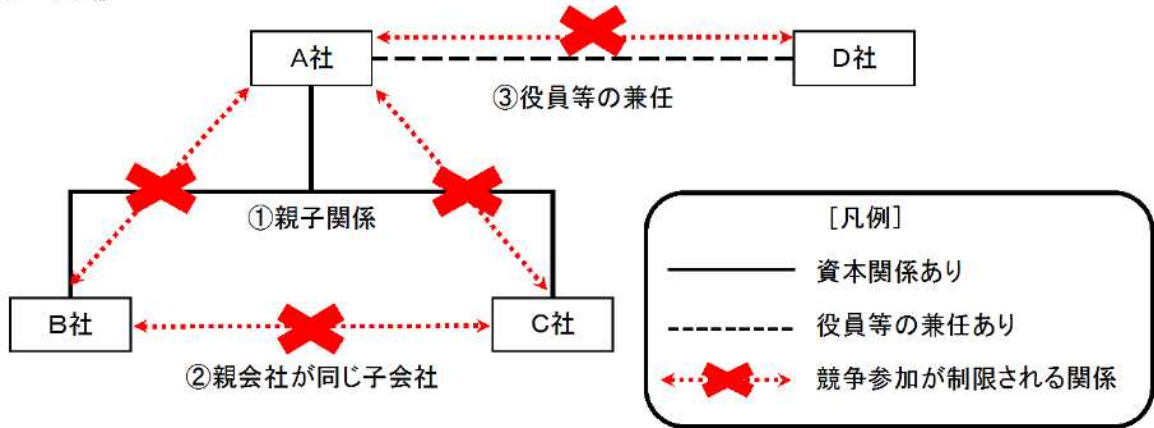 A社
D社
③役員等の兼任
①親子関係
B社
C社
②親会社が同じ子会社
［凡例］
資本関係あり
役員等の兼任あり
競争参加が制限される関係